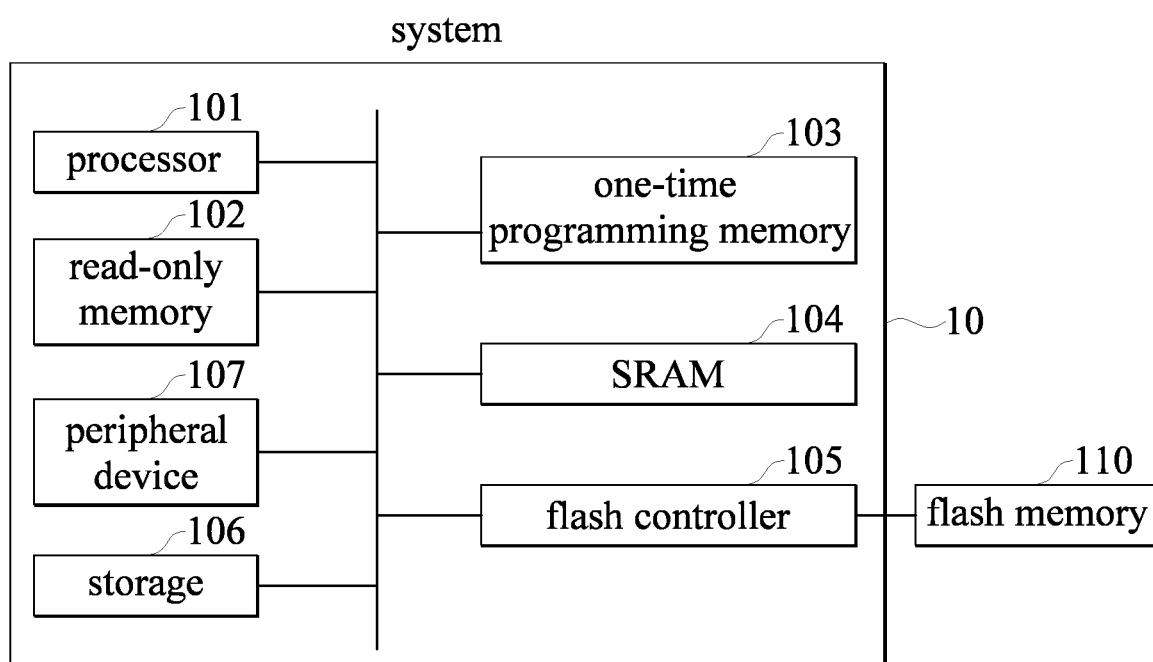 system
101
processor
102
read-only
memory
107
peripheral
device
106
storage
103
one-time
programming memory
104
SRAM
105
flash controller
10
110
flash memory